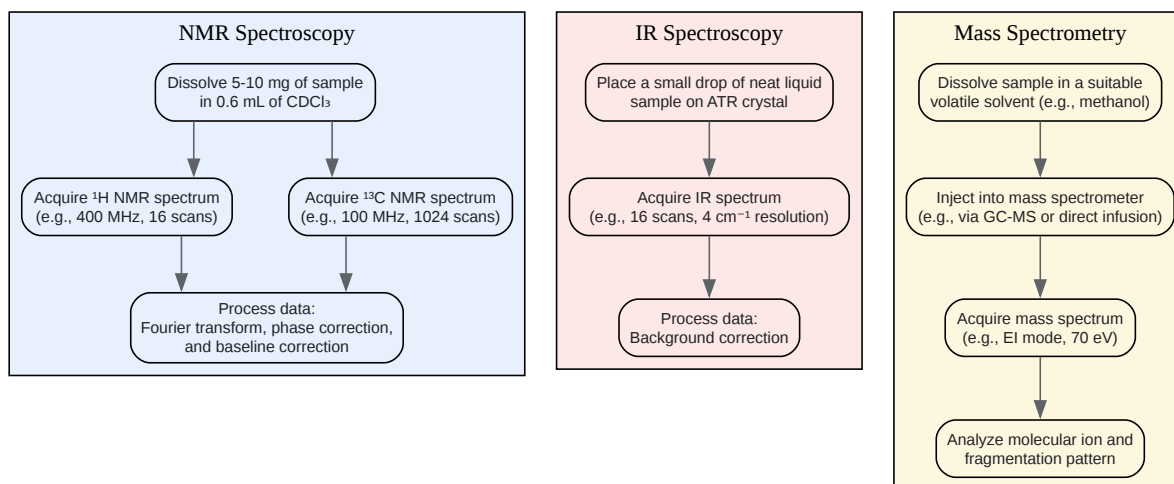 NMR Spectroscopy
Dissolve 5-10 mg of sample
in 0.6 mL of CDCl₃
Acquire ¹H NMR spectrum
(e.g., 400 MHz, 16 scans)
Acquire ¹³C NMR spectrum
(e.g., 100 MHz, 1024 scans)
Process data:
Fourier transform, phase correction,
and baseline correction
IR Spectroscopy
Place a small drop of neat liquid
sample on ATR crystal
Acquire IR spectrum
(e.g., 16 scans, 4 cm⁻¹ resolution)
Process data:
Background correction
Mass Spectrometry
Dissolve sample in a suitable
volatile solvent (e.g., methanol)
Inject into mass spectrometer
(e.g., via GC-MS or direct infusion)
Acquire mass spectrum
(e.g., EI mode, 70 eV)
Analyze molecular ion and
fragmentation pattern